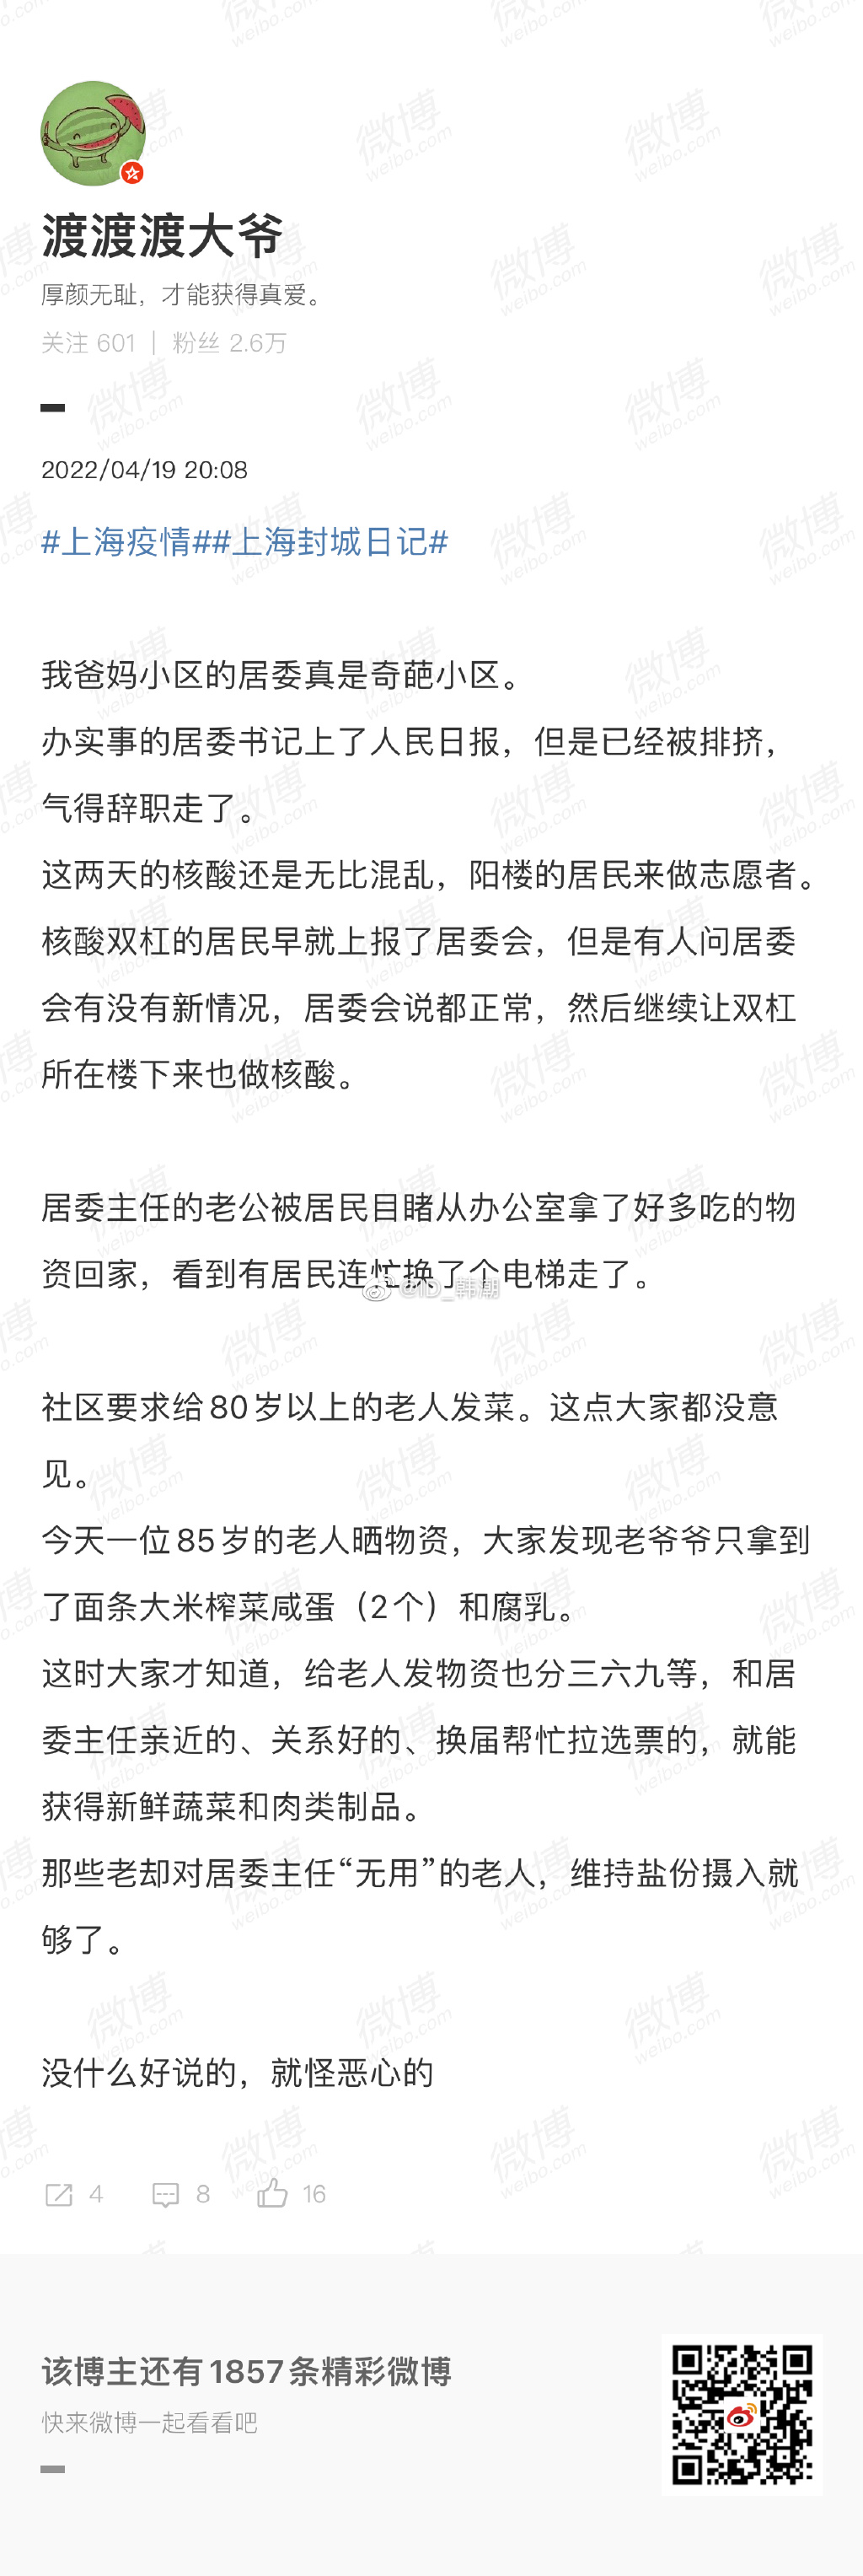 渡渡渡大爷
厚颜无耻，才能获得真爱。
关注 601 | 粉丝 2.6万
2022/04/19 20:08
#上海疫情##上海封城日记#
我爸妈小区的居委真是奇葩小区。
办实事的居委书记上了人民日报，但是已经被排挤，
气得辞职走了。
这两天的核酸还是无比混乱，阳楼的居民来做志愿者。
核酸双杠的居民早就上报了居委会，但是有人问居委
会有没有新情况，居委会说都正常，然后继续让双杠
所在楼下来也做核酸。
居委主任的老公被居民目睹从办公室拿了好多吃的物
资回家，看到有居民连忙换了个电梯走了。
@ID_韩潮
社区要求给80岁以上的老人发菜。这点大家都没意
见。
今天一位85岁的老人晒物资，大家发现老爷爷只拿到
了面条大米榨菜咸蛋（2个）和腐乳。
这时大家才知道，给老人发物资也分三六九等，和居
委主任亲近的、关系好的、换届帮忙拉选票的，就能
获得新鲜蔬菜和肉类制品。
那些老却对居委主任“无用”的老人，维持盐份摄入就
够了。
没什么好说的，就怪恶心的
4 8 16
该博主还有1857条精彩微博
快来微博一起看看吧
微博
weibo.com